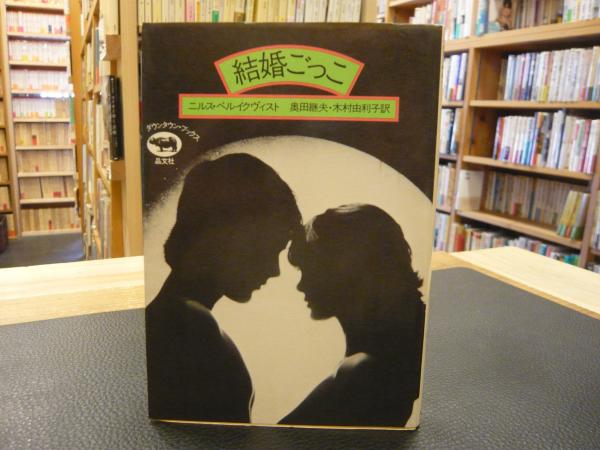 結婚ごっこ
ニルス・ベルイクヴィスト 奥田継夫・木村由利子訳
ダウンタウン・ブックス
晶文社